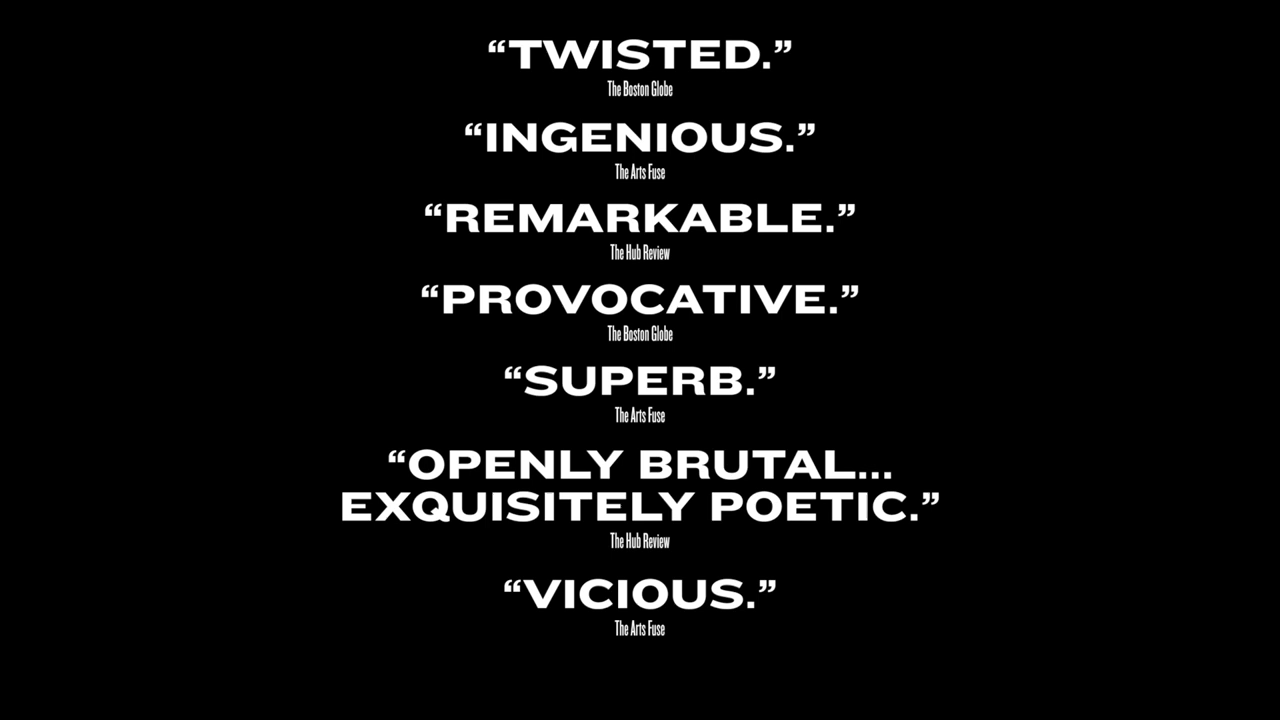 “TWISTED.”
The Boston Globe
“INGENIOUS.”
The Arts Fuse
“REMARKABLE.”
The Hub Review
“PROVOCATIVE.”
The Boston Globe
“SUPERB.”
The Arts Fuse
“OPENLY BRUTAL...
EXQUISITELY POETIC.”
The Hub Review
“VICIOUS.”
The Arts Fuse